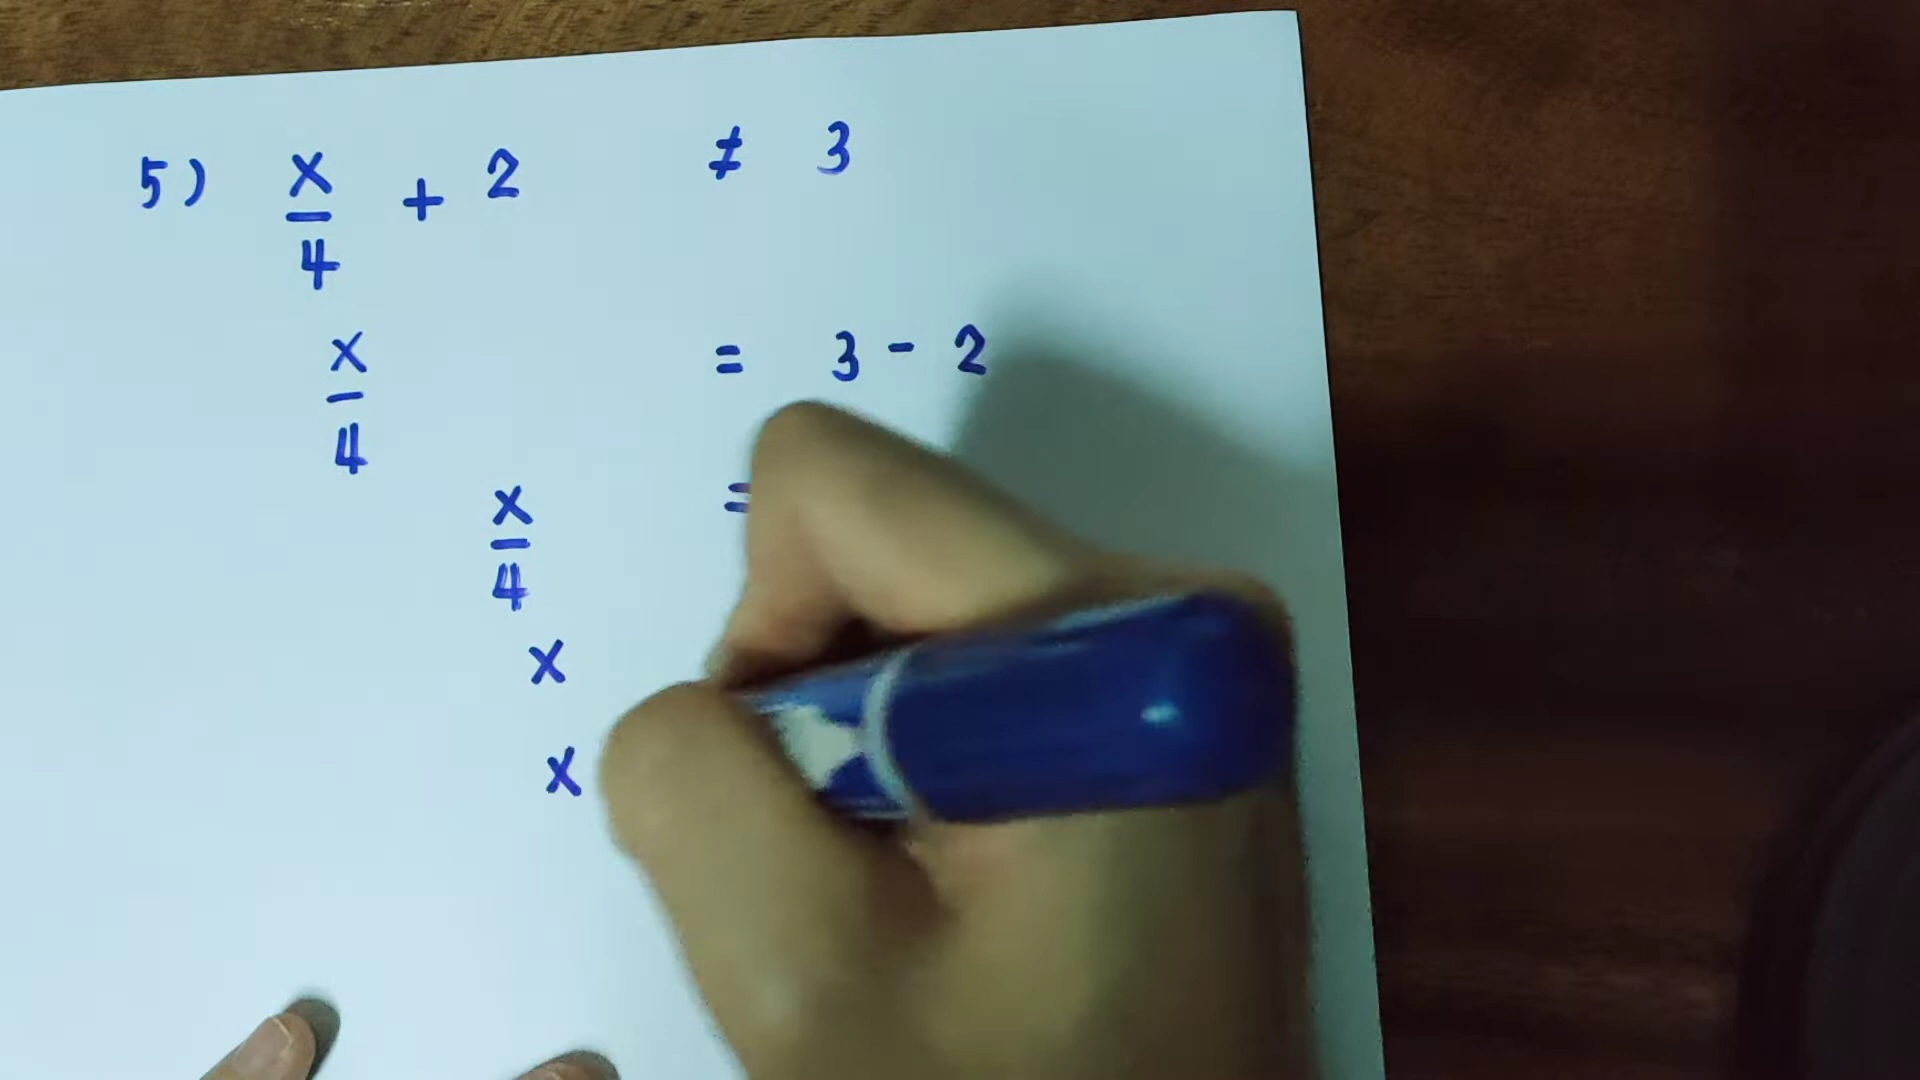 5) x/4 + 2 ≠ 3
x/4 = 3 - 2
x/4 =
x
x